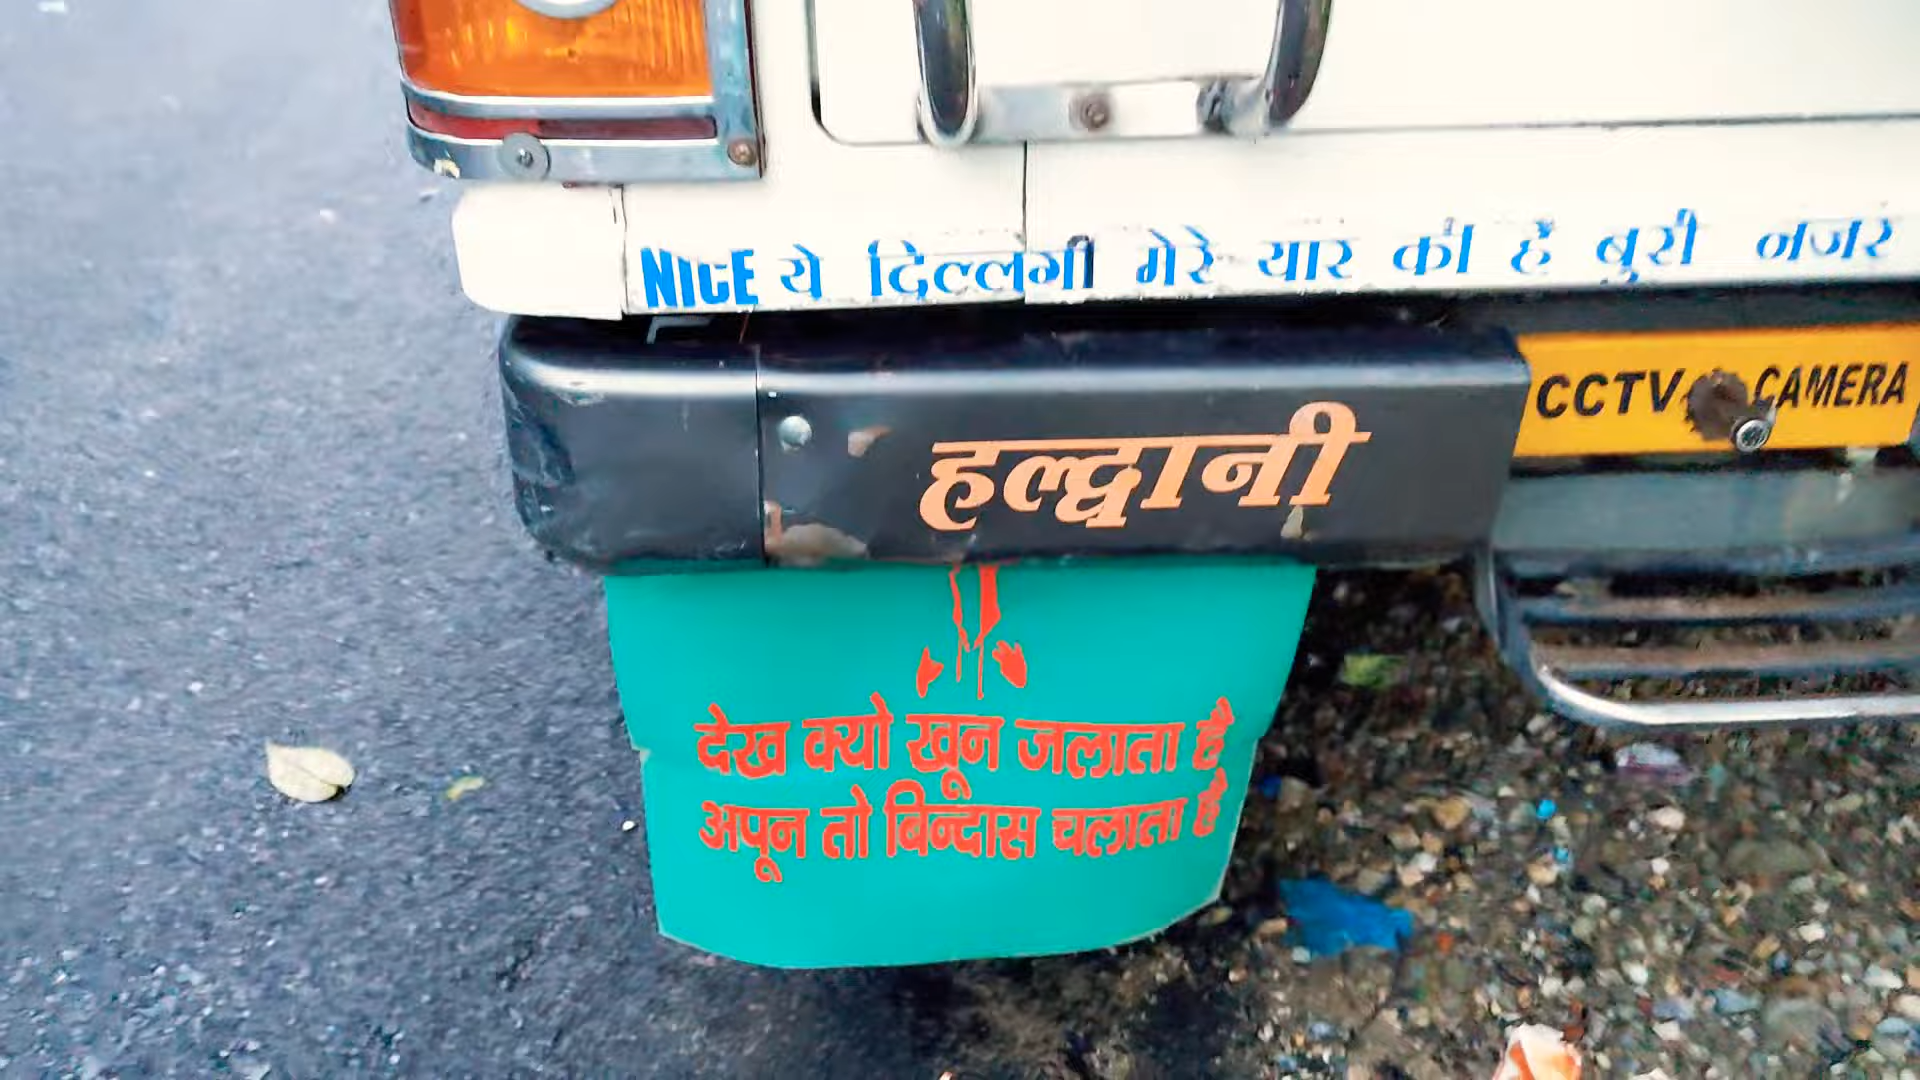 NICE ये दिल्लगी मेरे यार की है बुरी नजर
CCTV CAMERA
हल्द्वानी
देख क्यो खून जलाता है
अपून तो बिन्दास चलाता है